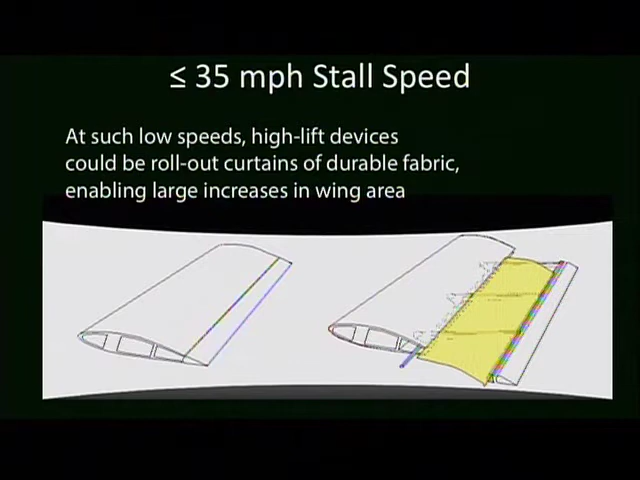 ≤ 35 mph Stall Speed
At such low speeds, high-lift devices
could be roll-out curtains of durable fabric,
enabling large increases in wing area